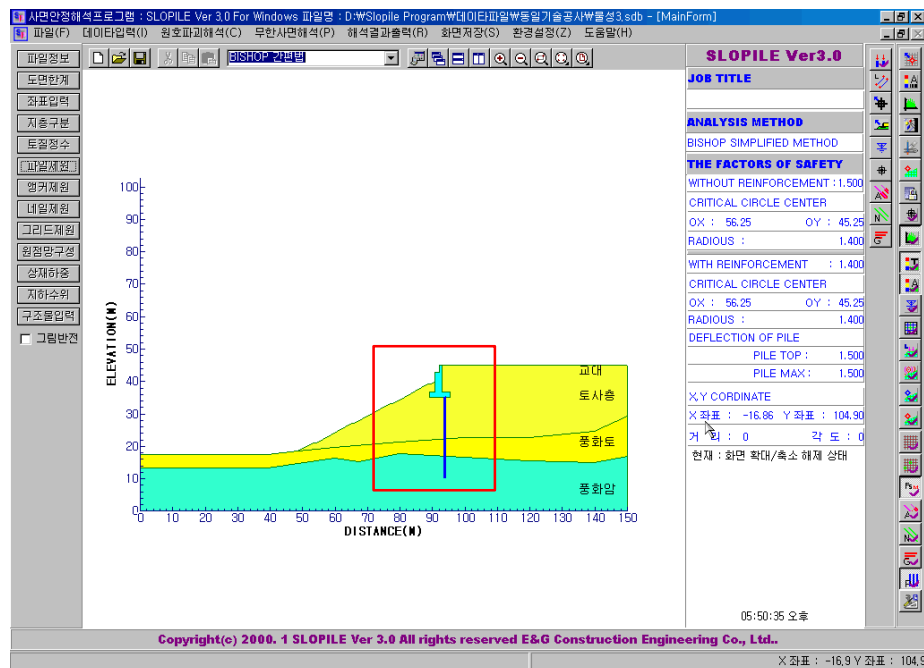 사면안정해석프로그램 : SLOPILE Ver 3.0 For Windows 파일명 : D:₩Slopile Program₩데이타파일₩동일기술공사₩물성3.sdb - [MainForm]
파일(F) 데이타입력(I) 원호파괴해석(C) 무한사면해석(P) 해석결과출력(R) 화면저장(S) 환경설정(Z) 도움말(H)
BISHOP 간편법
파일정보
도면한계
좌표입력
지층구분
토질정수
파일제원
앵커제원
네일제원
그리드제원
원점망구성
상재하중
지하수위
구조물입력
그림반전
ELEVATION(M)
100
90
80
70
60
50
40
30
20
10
0
교대
토사층
풍화토
풍화암
0 10 20 30 40 50 60 70 80 90 100 110 120 130 140 150
DISTANCE(M)
SLOPILE Ver3.0
JOB TITLE
ANALYSIS METHOD
BISHOP SIMPLIFIED METHOD
THE FACTORS OF SAFETY
WITHOUT REINFORCEMENT : 1.500
CRITICAL CIRCLE CENTER
OX : 56.25 OY : 45.25
RADIOUS : 1.400
WITH REINFORCEMENT : 1.400
CRITICAL CIRCLE CENTER
OX : 56.25 OY : 45.25
RADIOUS : 1.400
DEFLECTION OF PILE
PILE TOP : 1.500
PILE MAX : 1.500
X,Y CORDINATE
X 좌표 : -16.86 Y 좌표 : 104.90
거 리 : 0 각 도 : 0
현재 : 화면 확대/축소 해제 상태
05:50:35 오후
Copyright(c) 2000. 1 SLOPILE Ver 3.0 All rights reserved E&G Construction Engineering Co., Ltd..
X 좌표 : -16.9 Y 좌표 : 104.9